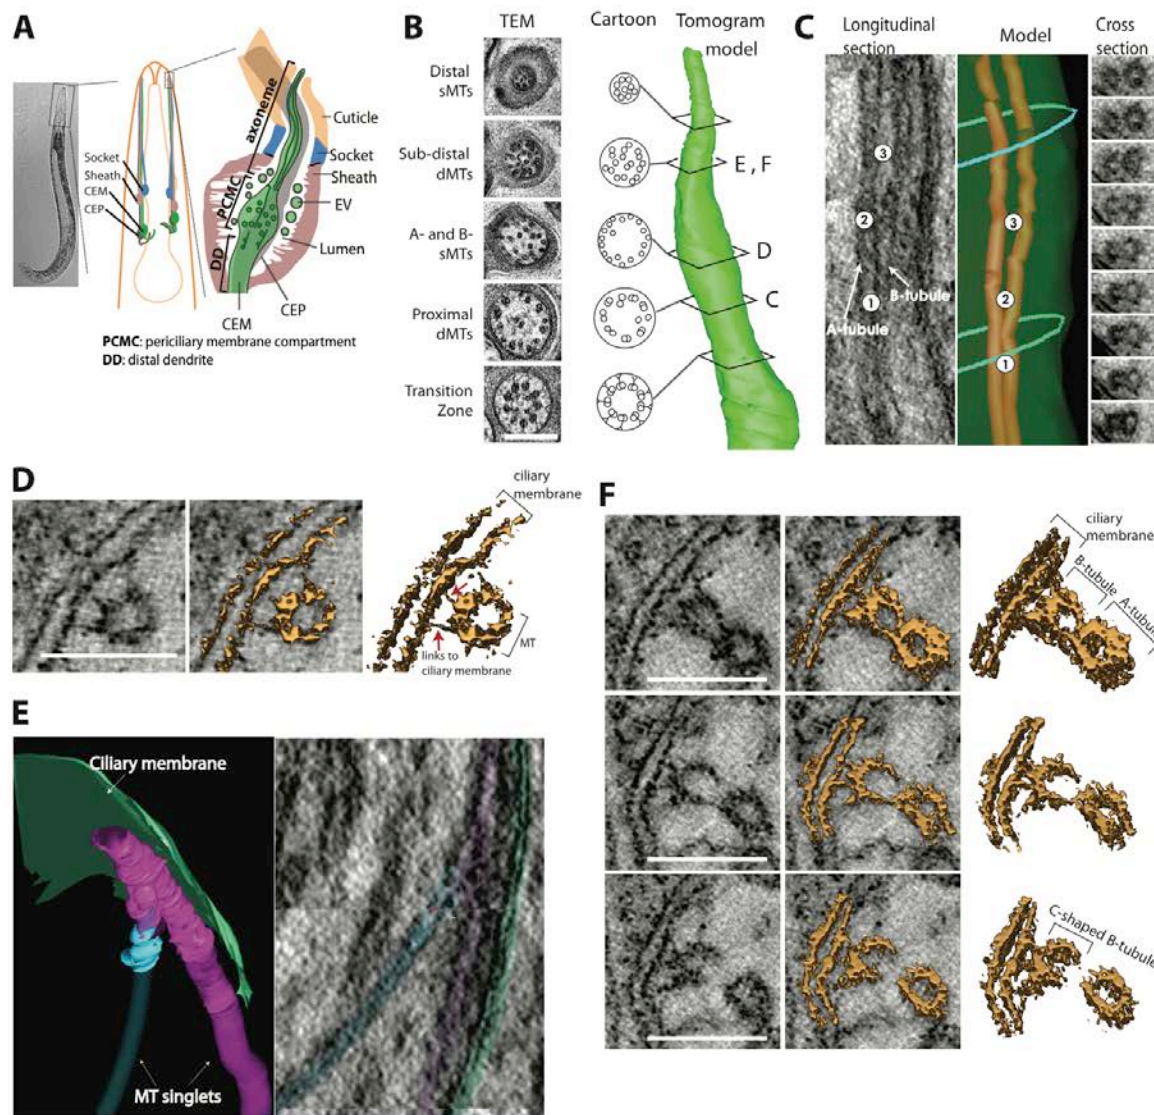 A
axoneme
Cuticle
Socket
Sheath
CEM
CEP
Socket
Sheath
EV
PCMC
Lumen
DD
CEP
CEM
PCMC: periciliary membrane compartment
DD: distal dendrite
B
TEM
Cartoon
Tomogram
model
Distal
sMTs
Sub-distal
dMTs
A- and B-
sMTs
Proximal
dMTs
Transition
Zone
E, F
D
C
C
Longitudinal
section
Model
Cross
section
3
2
1
A-tubule
B-tubule
3
2
1
D
ciliary
membrane
MT
links to
ciliary membrane
E
Ciliary membrane
MT singlets
F
ciliary
membrane
B-tubule
A-tubule
C-shaped B-tubule